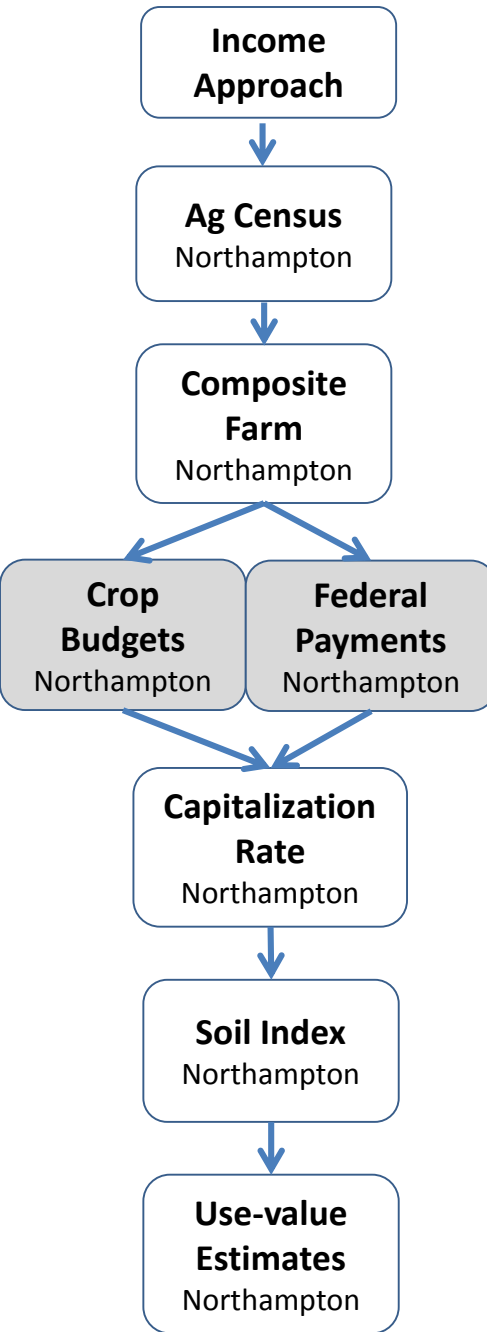 Income
Approach
Ag Census
Northampton
Composite
Farm
Northampton
Crop
Budgets
Northampton
Federal
Payments
Northampton
Capitalization
Rate
Northampton
Soil Index
Northampton
Use-value
Estimates
Northampton